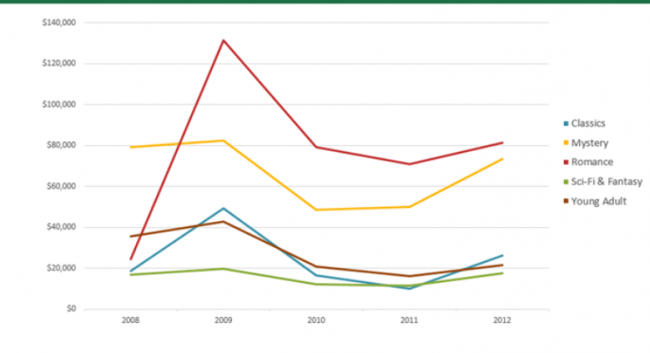 $140,000
$120,000
$100,000
$80,000
$60,000
$40,000
$20,000
$0
2008 2009 2010 2011 2012
Classics
Mystery
Romance
Sci-Fi & Fantasy
Young Adult